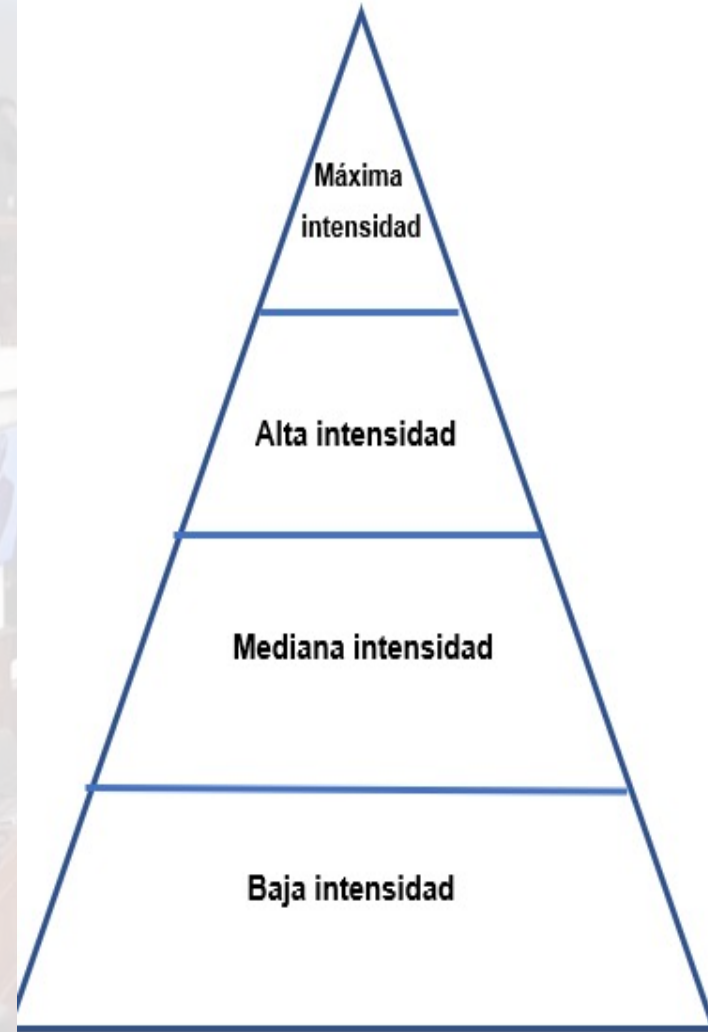 Máxima
intensidad
Alta intensidad
Mediana intensidad
Baja intensidad